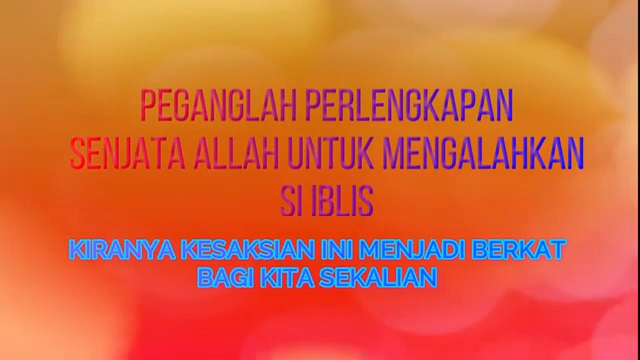 PEGANGLAH PERLENGKAPAN
SENJATA ALLAH UNTUK MENGALAHKAN
SI IBLIS
KIRANYA KESAKSIAN INI MENJADI BERKAT
BAGI KITA SEKALIAN